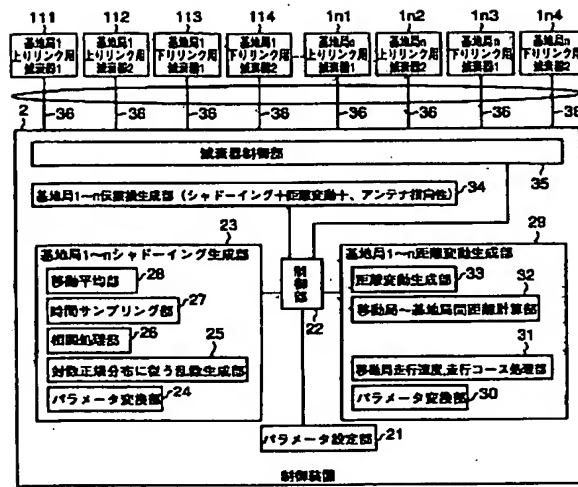 111 112 113 114 1n1 1n2 1n3 1n4
基地局1 上りリンク用 減衰器1
基地局1 上りリンク用 減衰器2
基地局1 下りリンク用 減衰器1
基地局1 下りリンク用 減衰器2
基地局n 上りリンク用 減衰器1
基地局n 上りリンク用 減衰器2
基地局n 下りリンク用 減衰器1
基地局n 下りリンク用 減衰器2
2 36 36 36 36 36 36 36 36
減衰器制御部
35
基地局1~n伝搬損生成部(シャドーイング+距離変動+、アンテナ指向性)
34
23
基地局1~nシャドーイング生成部
移動平均部 28
時間サンプリング部 27
相関処理部 26
25
対数正規分布に従う乱数生成部
パラメータ変換部 24
制御部
22
29
基地局1~n距離変動生成部
距離変動生成部 33
32
移動局~基地局間距離計算部
31
移動局走行速度,走行コース処理部
パラメータ変換部 30
パラメータ設定部 21
制御装置